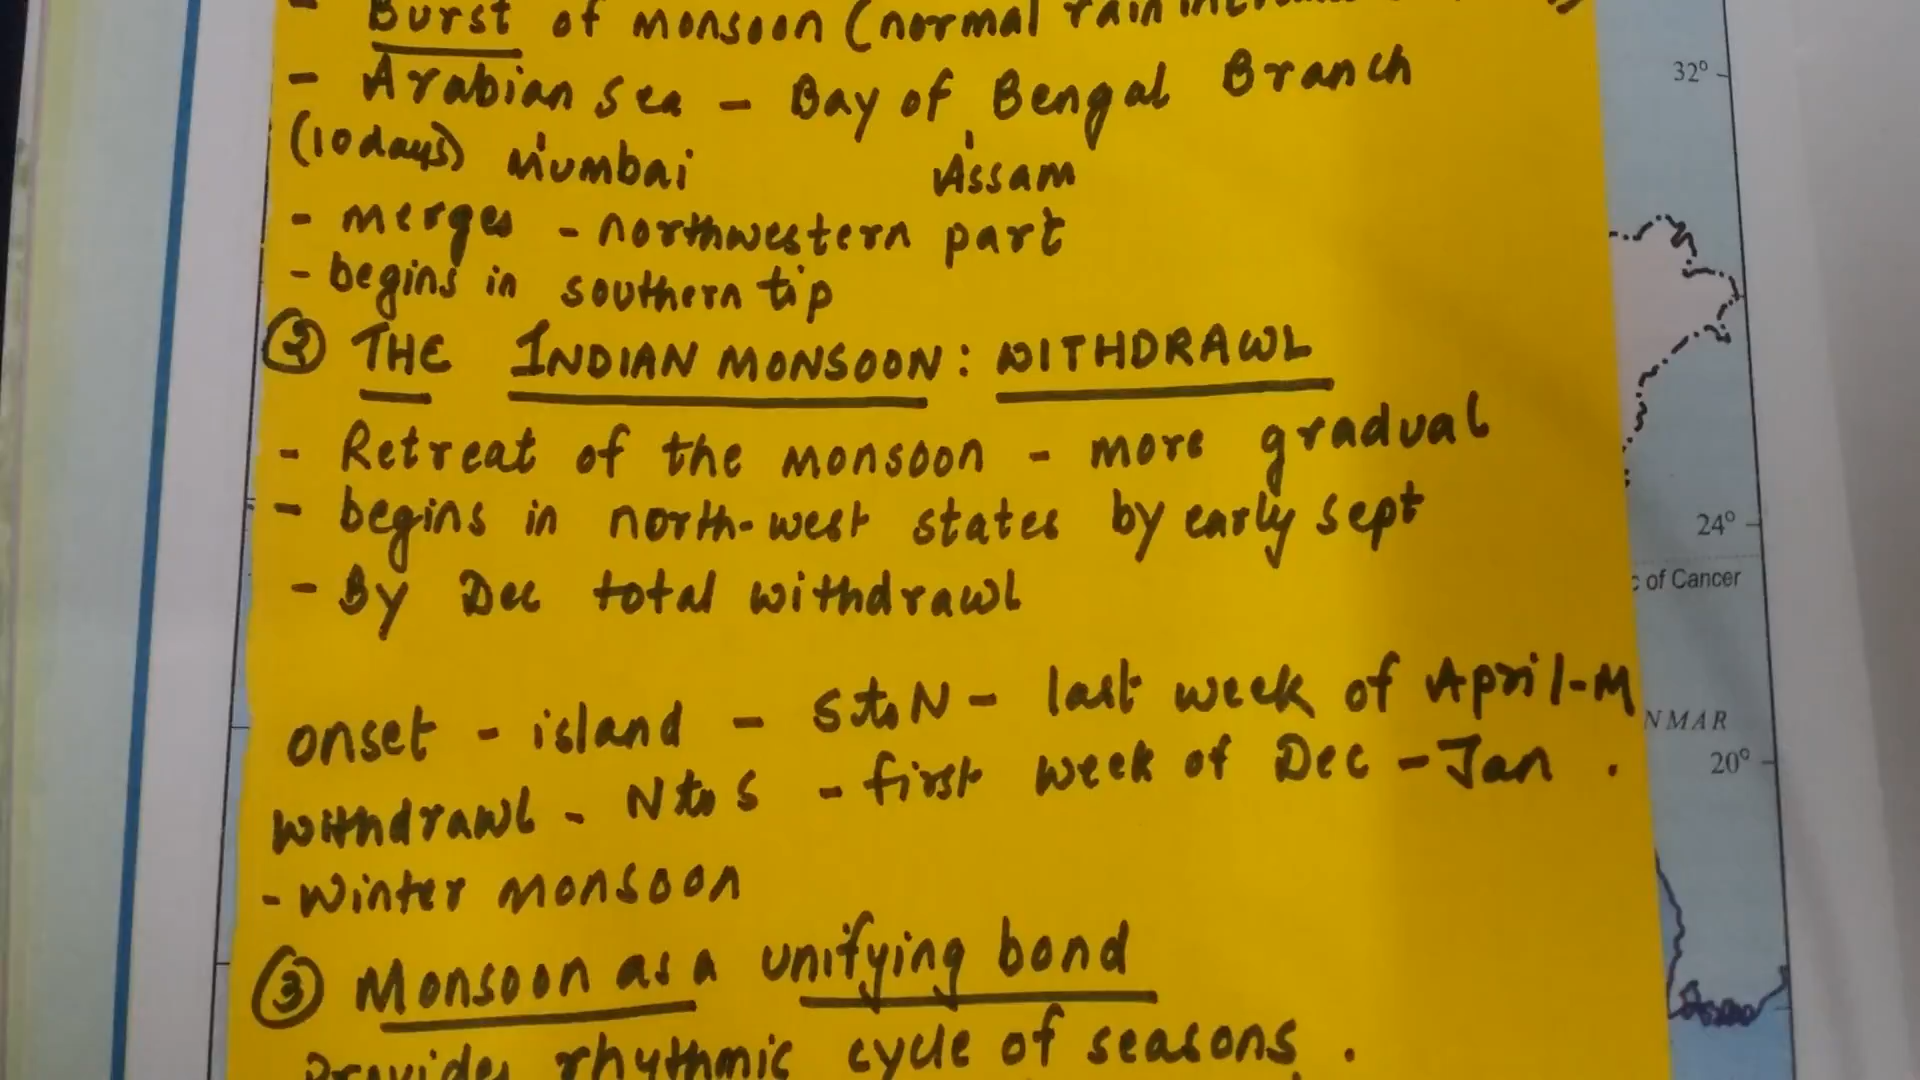 - Burst of monsoon (normal rain
- Arabian Sea - Bay of Bengal Branch
(10 days) Mumbai Assam
- merges - northwestern part
- begins in southern tip
② THE INDIAN MONSOON: WITHDRAWL
- Retreat of the monsoon - more gradual
- begins in north-west states by early sept
- By Dec total withdrawl
onset - island - S to N - last week of April-M
withdrawl - N to S - first week of Dec - Jan .
- Winter monsoon
③ Monsoon as a unifying bond
Provides rhythmic cycle of seasons .
32°
24°
c of Cancer
NMAR
20°